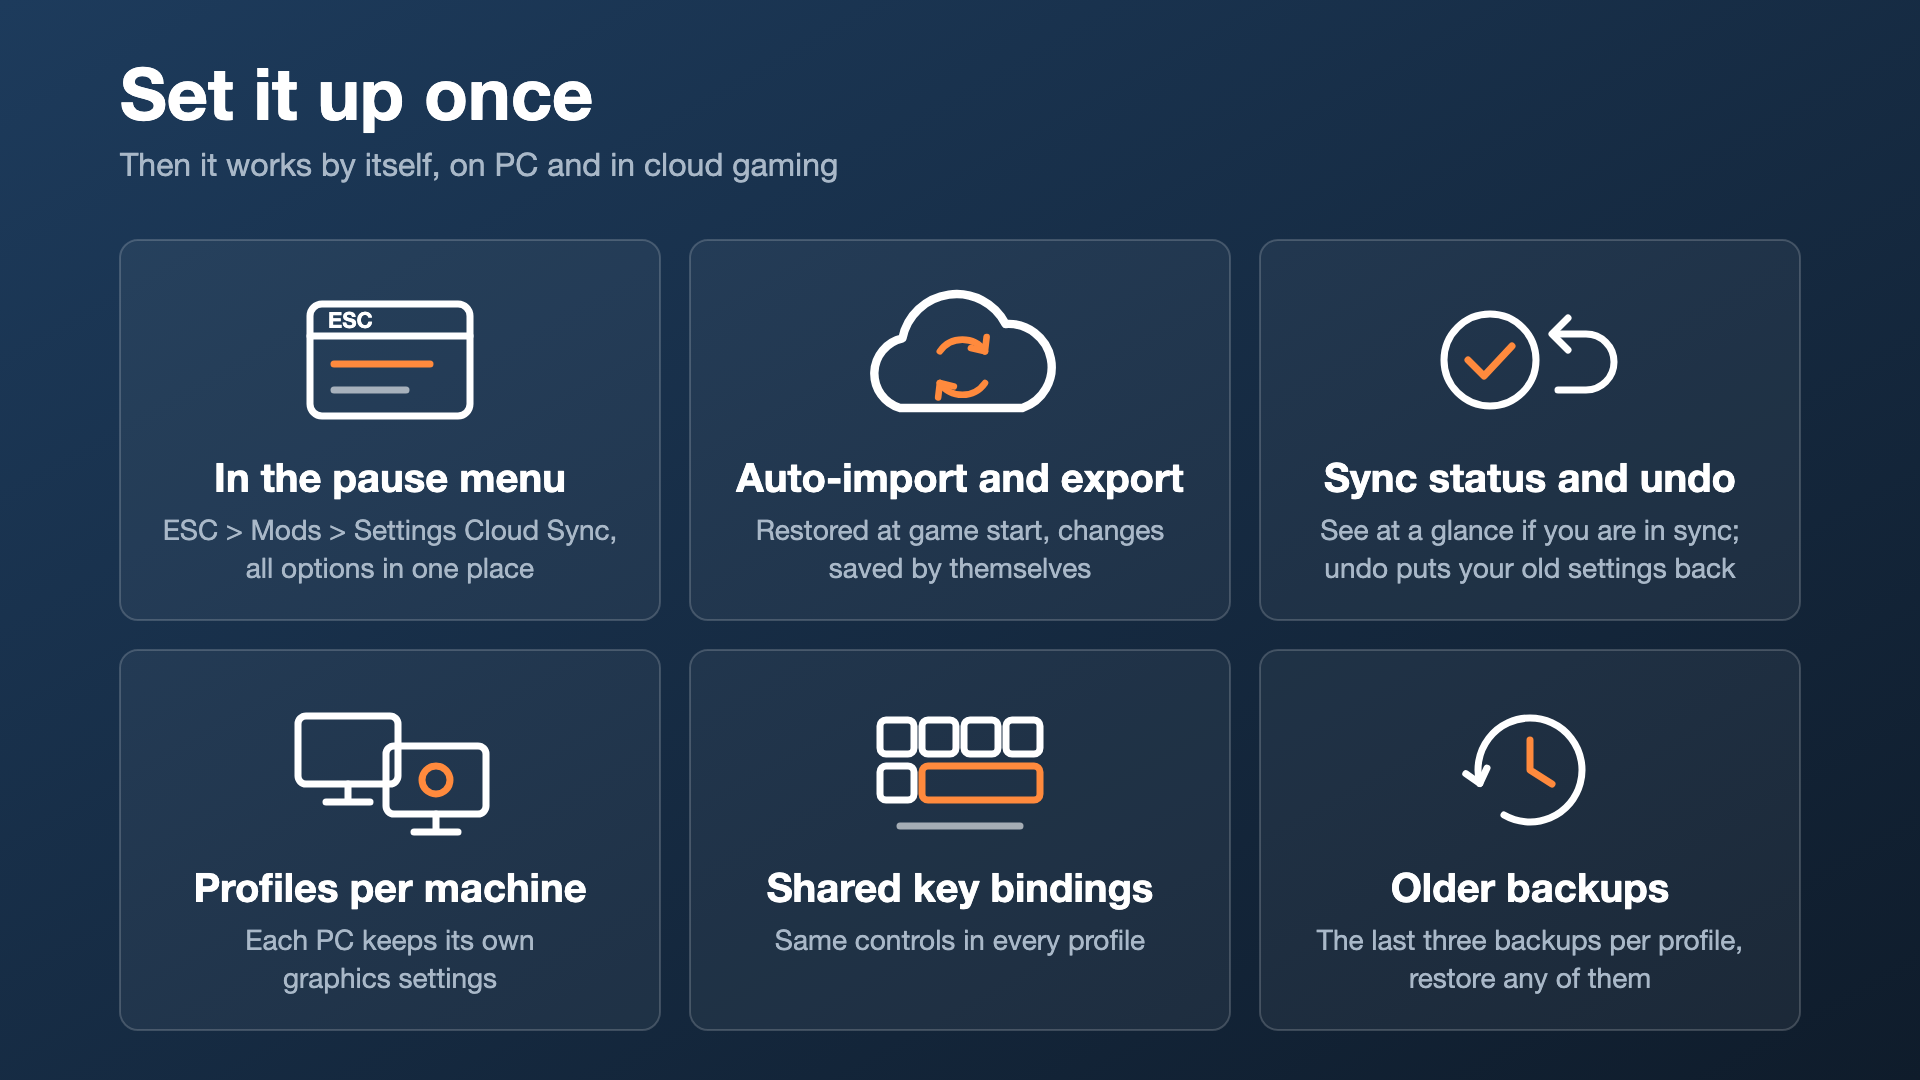 Set it up once
Then it works by itself, on PC and in cloud gaming
ESC
In the pause menu
ESC > Mods > Settings Cloud Sync,
all options in one place
Auto-import and export
Restored at game start, changes
saved by themselves
Sync status and undo
See at a glance if you are in sync;
undo puts your old settings back
Profiles per machine
Each PC keeps its own
graphics settings
Shared key bindings
Same controls in every profile
Older backups
The last three backups per profile,
restore any of them